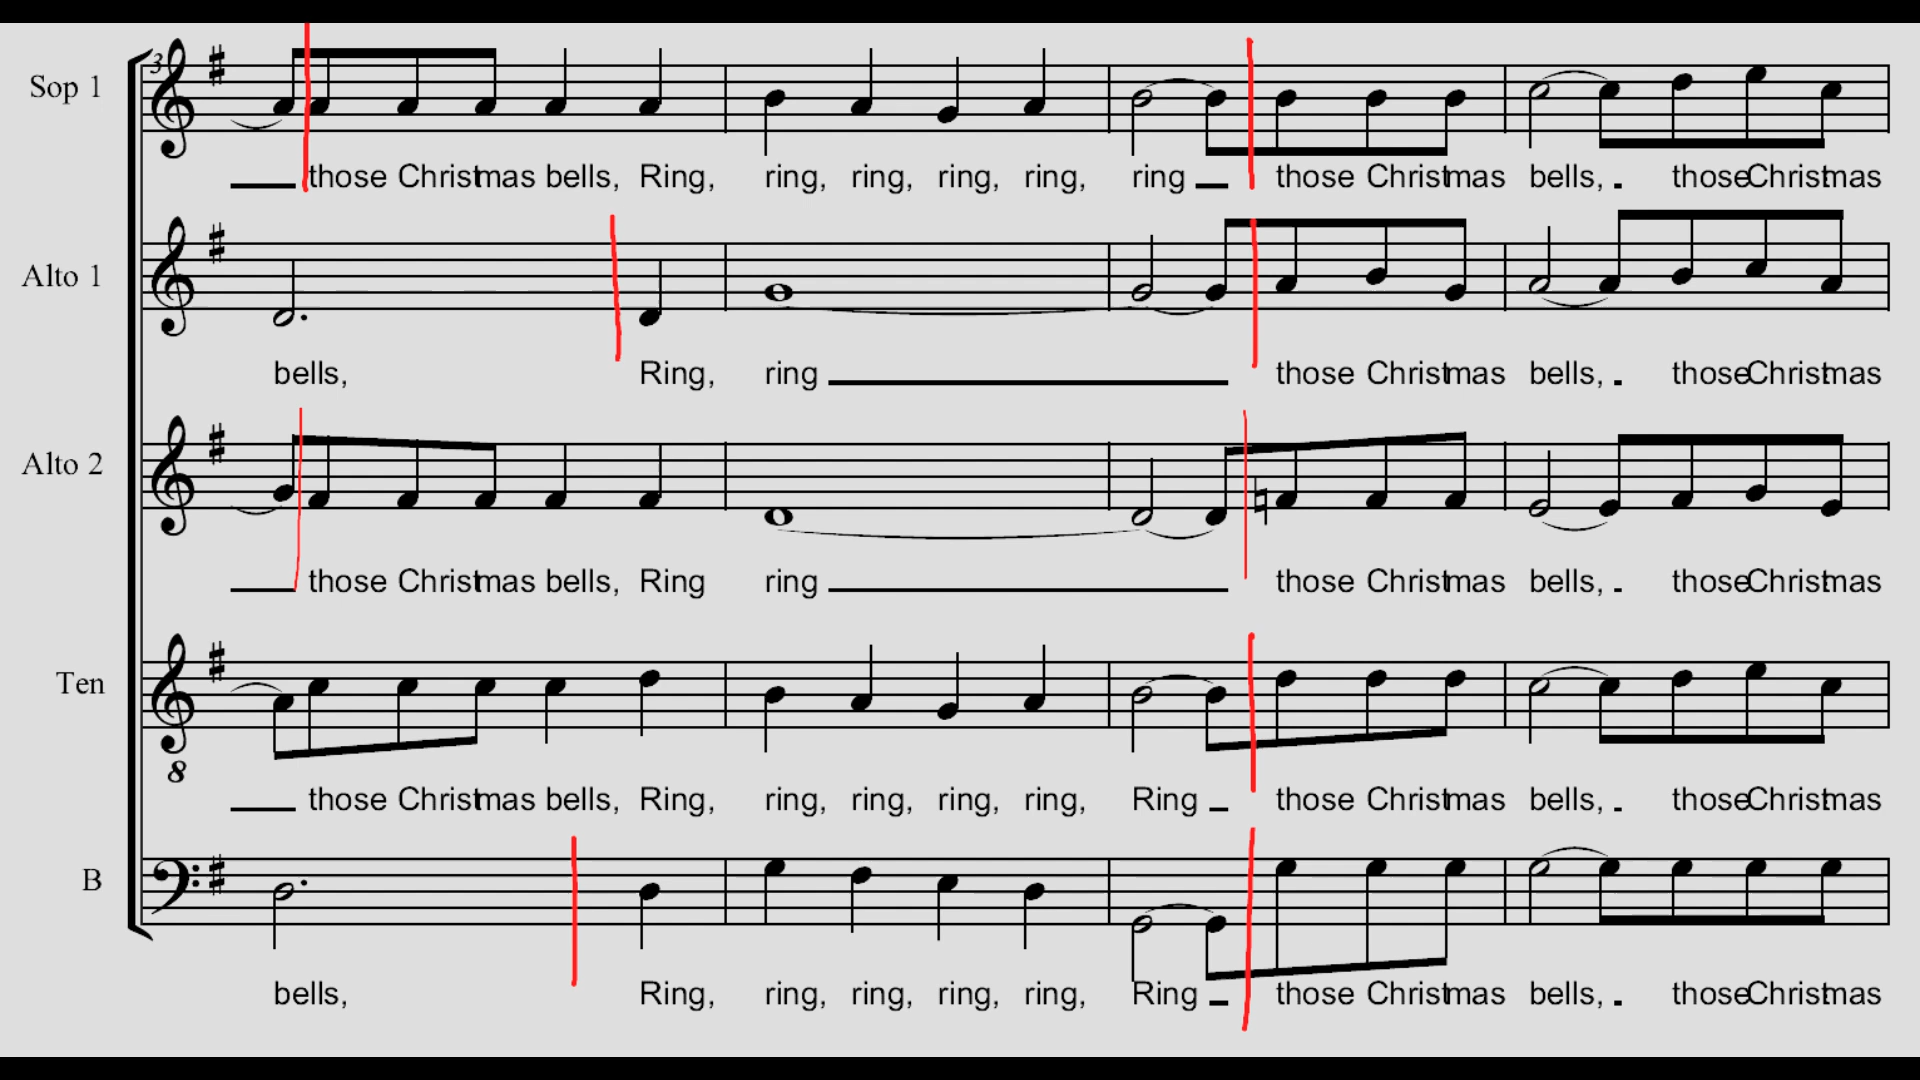 3
Sop 1
those Christmas bells, Ring, ring, ring, ring, ring, ring those Christmas bells, those Christmas
Alto 1
bells, Ring, ring those Christmas bells, those Christmas
Alto 2
those Christmas bells, Ring ring those Christmas bells, those Christmas
Ten
8
those Christmas bells, Ring, ring, ring, ring, ring, Ring those Christmas bells, those Christmas
B
bells, Ring, ring, ring, ring, ring, Ring those Christmas bells, those Christmas